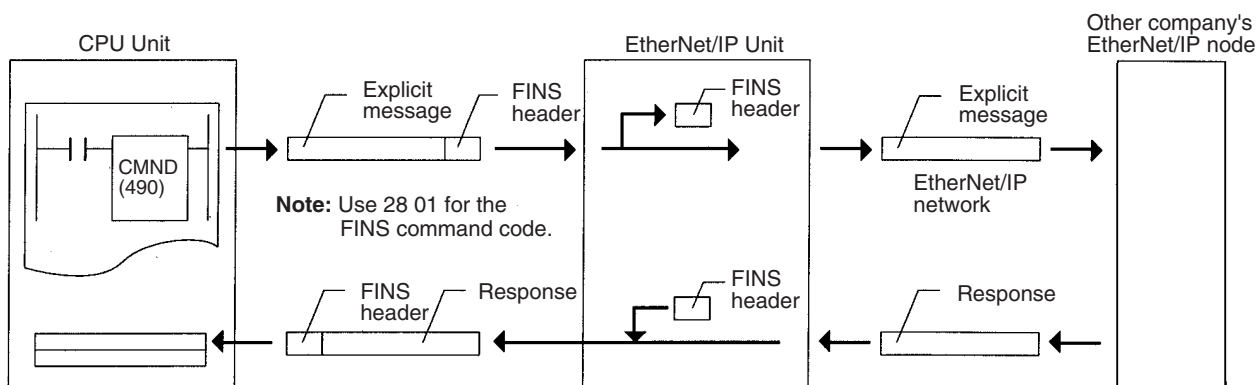 CPU Unit
EtherNet/IP Unit
Other company's
EtherNet/IP node
Explicit
message
FINS
header
FINS
header
Explicit
message
CMND
(490)
EtherNet/IP
network
Note: Use 28 01 for the
FINS command code.
FINS
header
Response
FINS
header
Response